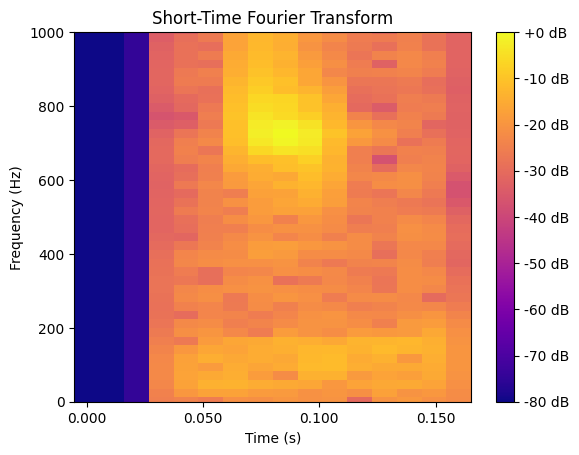 Short-Time Fourier Transform
Frequency (Hz)
1000
800
600
400
200
0
0.000
0.050
0.100
0.150
Time (s)
+0 dB
-10 dB
-20 dB
-30 dB
-40 dB
-50 dB
-60 dB
-70 dB
-80 dB